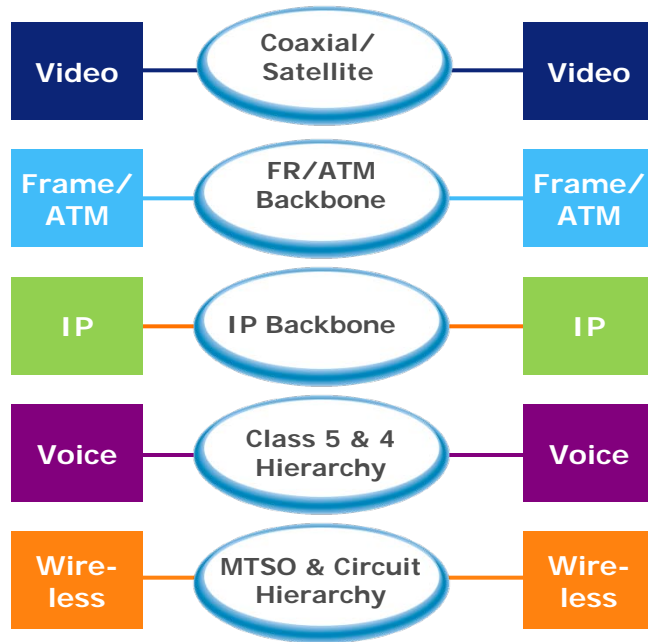 Video
Coaxial/
Satellite
Video
Frame/
ATM
FR/ATM
Backbone
Frame/
ATM
IP
IP Backbone
IP
Voice
Class 5 & 4
Hierarchy
Voice
Wire-
less
MTSO & Circuit
Hierarchy
Wire-
less